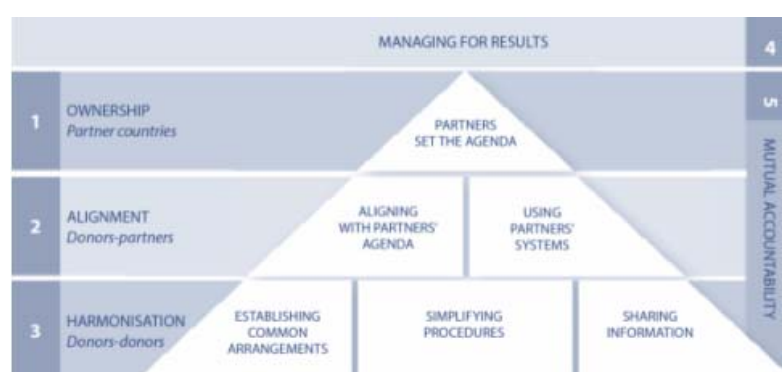 MANAGING FOR RESULTS
4
1
OWNERSHIP
Partner countries
PARTNERS
SET THE AGENDA
5
MUTUAL ACCOUNTABILITY
2
ALIGNMENT
Donors-partners
ALIGNING
WITH PARTNERS'
AGENDA
USING
PARTNERS'
SYSTEMS
3
HARMONISATION
Donors-donors
ESTABLISHING
COMMON
ARRANGEMENTS
SIMPLIFYING
PROCEDURES
SHARING
INFORMATION